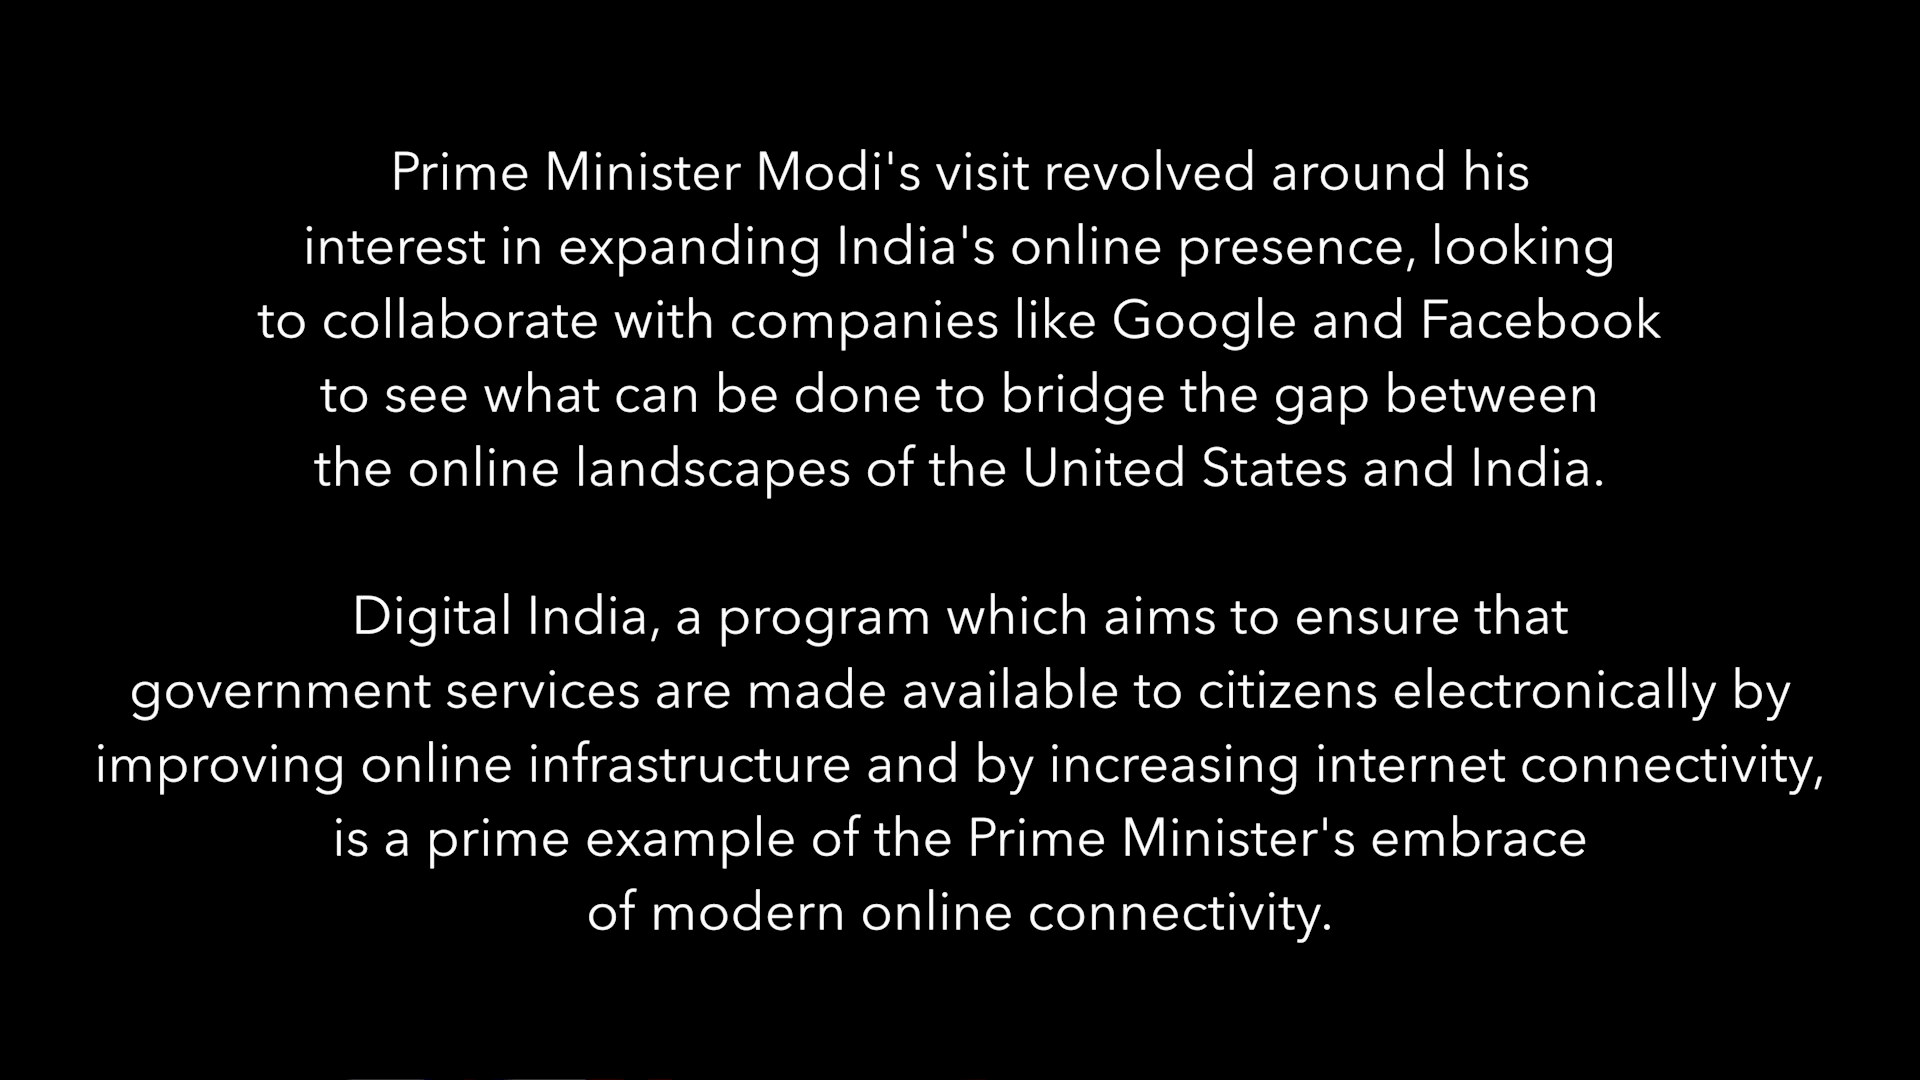 Prime Minister Modi's visit revolved around his
interest in expanding India's online presence, looking
to collaborate with companies like Google and Facebook
to see what can be done to bridge the gap between
the online landscapes of the United States and India.
Digital India, a program which aims to ensure that
government services are made available to citizens electronically by
improving online infrastructure and by increasing internet connectivity,
is a prime example of the Prime Minister's embrace
of modern online connectivity.